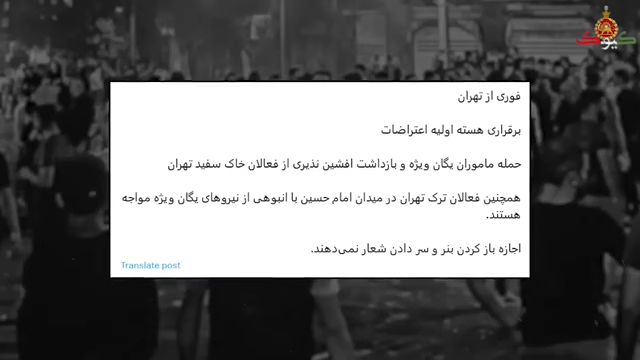 گیومگ
فوری از تهران
برقراری هسته اولیه اعتراضات
حمله ماموران یگان ویژه و بازداشت افشین نذیری از فعالان خاک سفید تهران
همچنین فعالان ترک تهران در میدان امام حسین با انبوهی از نیروهای یگان ویژه مواجه
هستند.
اجازه باز کردن بنر و سر دادن شعار نمی‌دهند.
Translate post